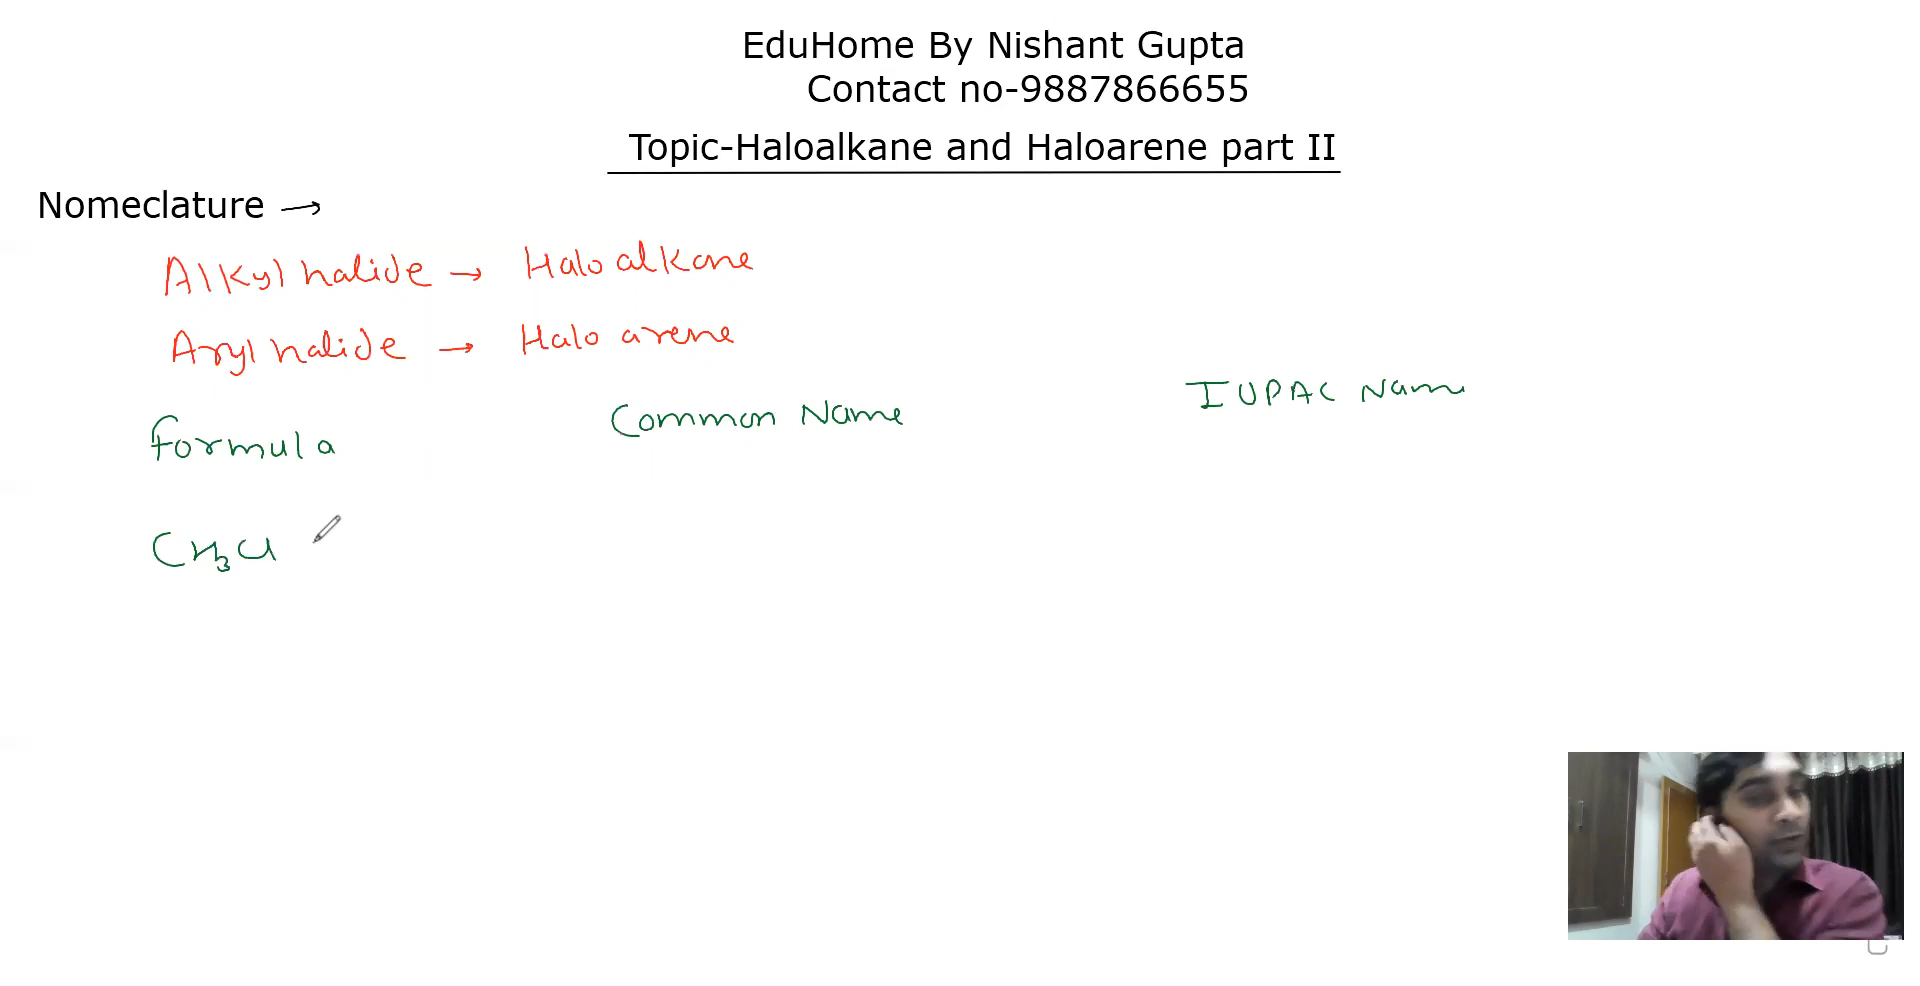 EduHome By Nishant Gupta
Contact no-9887866655
Topic-Haloalkane and Haloarene part II
Nomeclature →
Alkyl halide → Halo alkane
Aryl halide → Halo arene
Formula Common Name IUPAC Name
CH3Cl